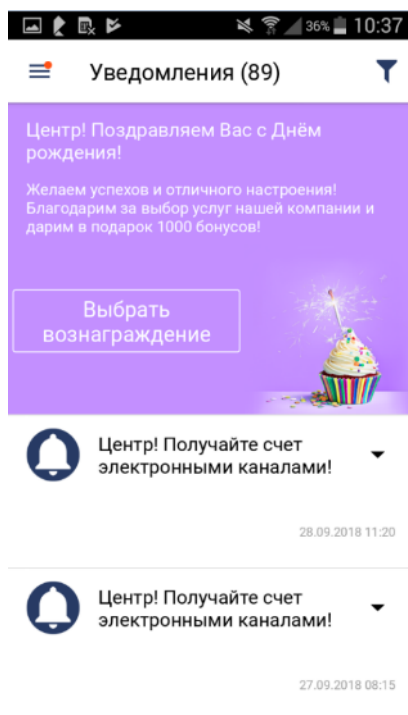 36% 10:37
Уведомления (89)
Центр! Поздравляем Вас с Днём
рождения!
Желаем успехов и отличного настроения!
Благодарим за выбор услуг нашей компании и
дарим в подарок 1000 бонусов!
Выбрать
вознаграждение
Центр! Получайте счет
электронными каналами!
28.09.2018 11:20
Центр! Получайте счет
электронными каналами!
27.09.2018 08:15